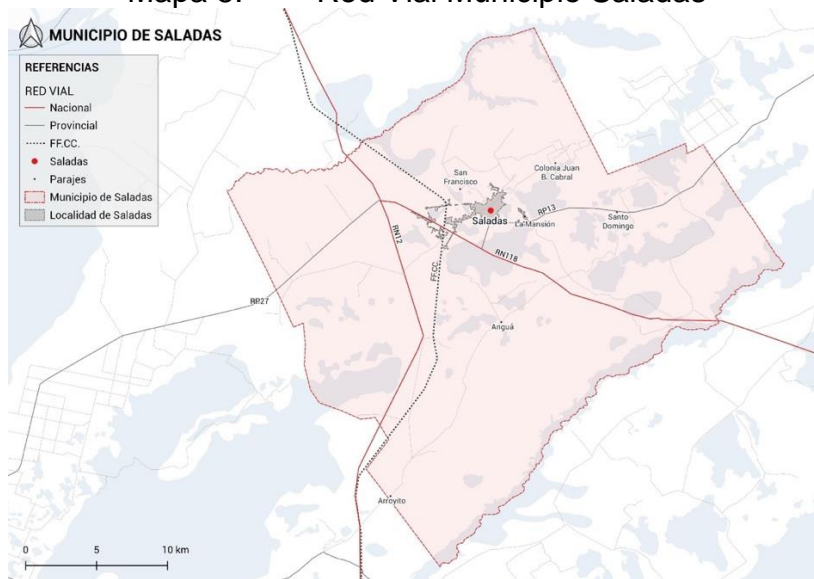 Mapa 3. Red Vial Municipio Saladas
MUNICIPIO DE SALADAS
REFERENCIAS
RED VIAL
Nacional
Provincial
FF.CC.
Saladas
Parajes
Municipio de Saladas
Localidad de Saladas
San
Francisco
Colonia Juan
B. Cabral
Saladas
La Mansión
RP13
Santo
Domingo
RN12
RN118
FF.CC.
RP27
Anguá
Arroyito
0 5 10 km